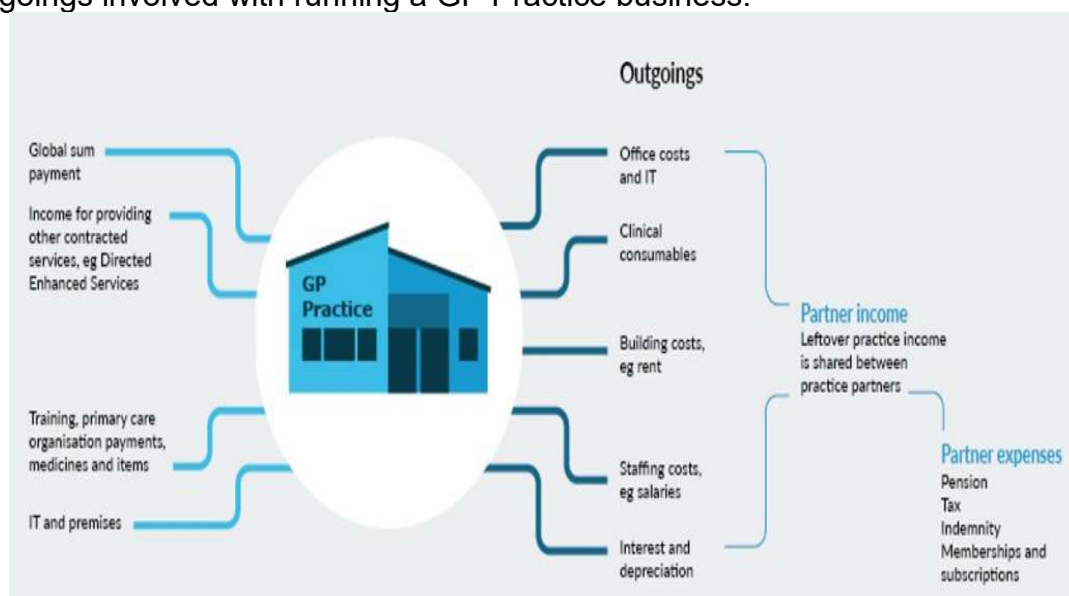 goings involved with running a GP Practice business.
Outgoings
Global sum
payment
Income for providing
other contracted
services, eg Directed
Enhanced Services
Training, primary care
organisation payments,
medicines and items
IT and premises
GP
Practice
Office costs
and IT
Clinical
consumables
Building costs,
eg rent
Staffing costs,
eg salaries
Interest and
depreciation
Partner income
Leftover practice income
is shared between
practice partners
Partner expenses
Pension
Tax
Indemnity
Memberships and
subscriptions